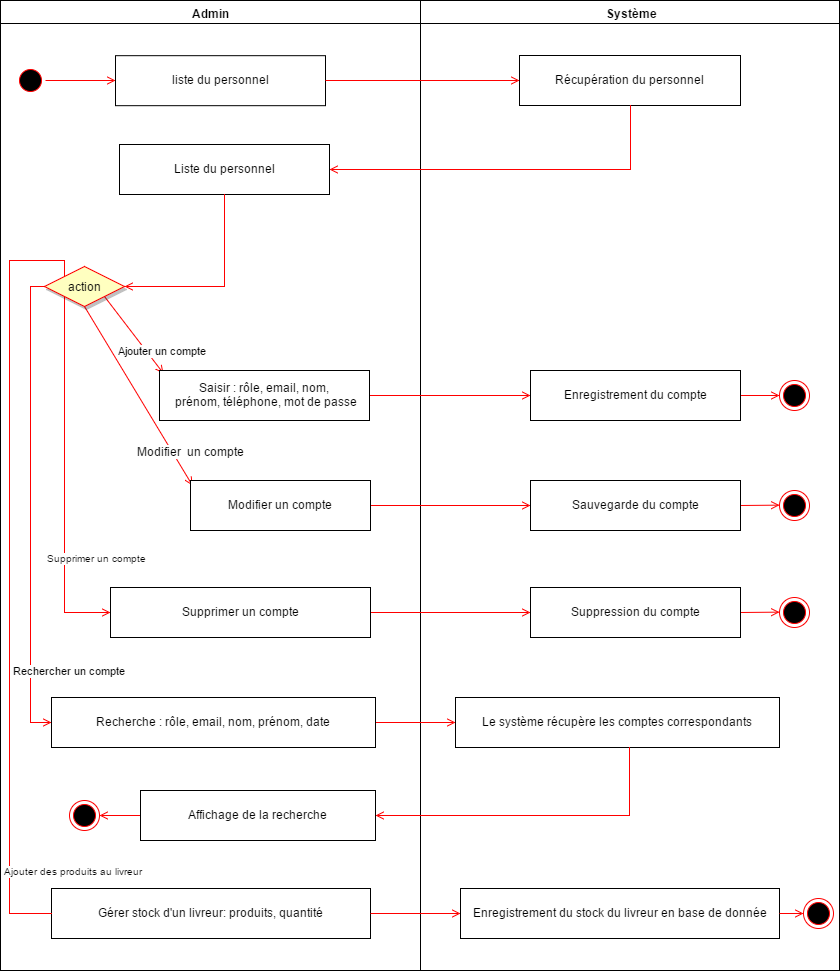 Admin
Système
liste du personnel
Récupération du personnel
Liste du personnel
action
Ajouter un compte
Saisir : rôle, email, nom,
prénom, téléphone, mot de passe
Enregistrement du compte
Modifier  un compte
Modifier un compte
Sauvegarde du compte
Supprimer un compte
Supprimer un compte
Suppression du compte
Rechercher un compte
Recherche : rôle, email, nom, prénom, date
Le système récupère les comptes correspondants
Affichage de la recherche
Ajouter des produits au livreur
Gérer stock d'un livreur: produits, quantité
Enregistrement du stock du livreur en base de donnée